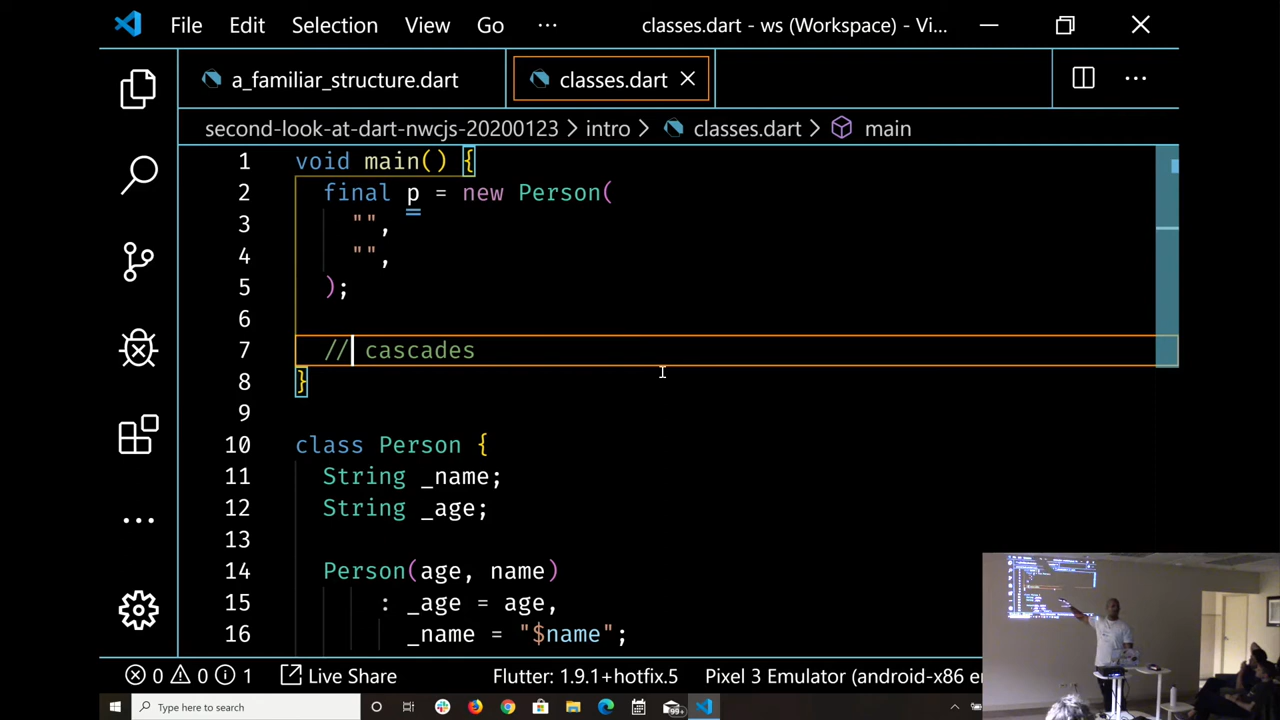 File Edit Selection View Go ··· classes.dart - ws (Workspace) - Vi...
a_familiar_structure.dart classes.dart
second-look-at-dart-nwcjs-20200123 > intro > classes.dart > main
1 void main() {
2 final p = new Person(
3 "",
4 "",
5 );
6
7 // cascades
8 }
9
10 class Person {
11 String _name;
12 String _age;
13
14 Person(age, name)
15 : _age = age,
16 _name = "$name";
0 0 1 Live Share Flutter: 1.9.1+hotfix.5 Pixel 3 Emulator (android-x86 en
Type here to search 99+